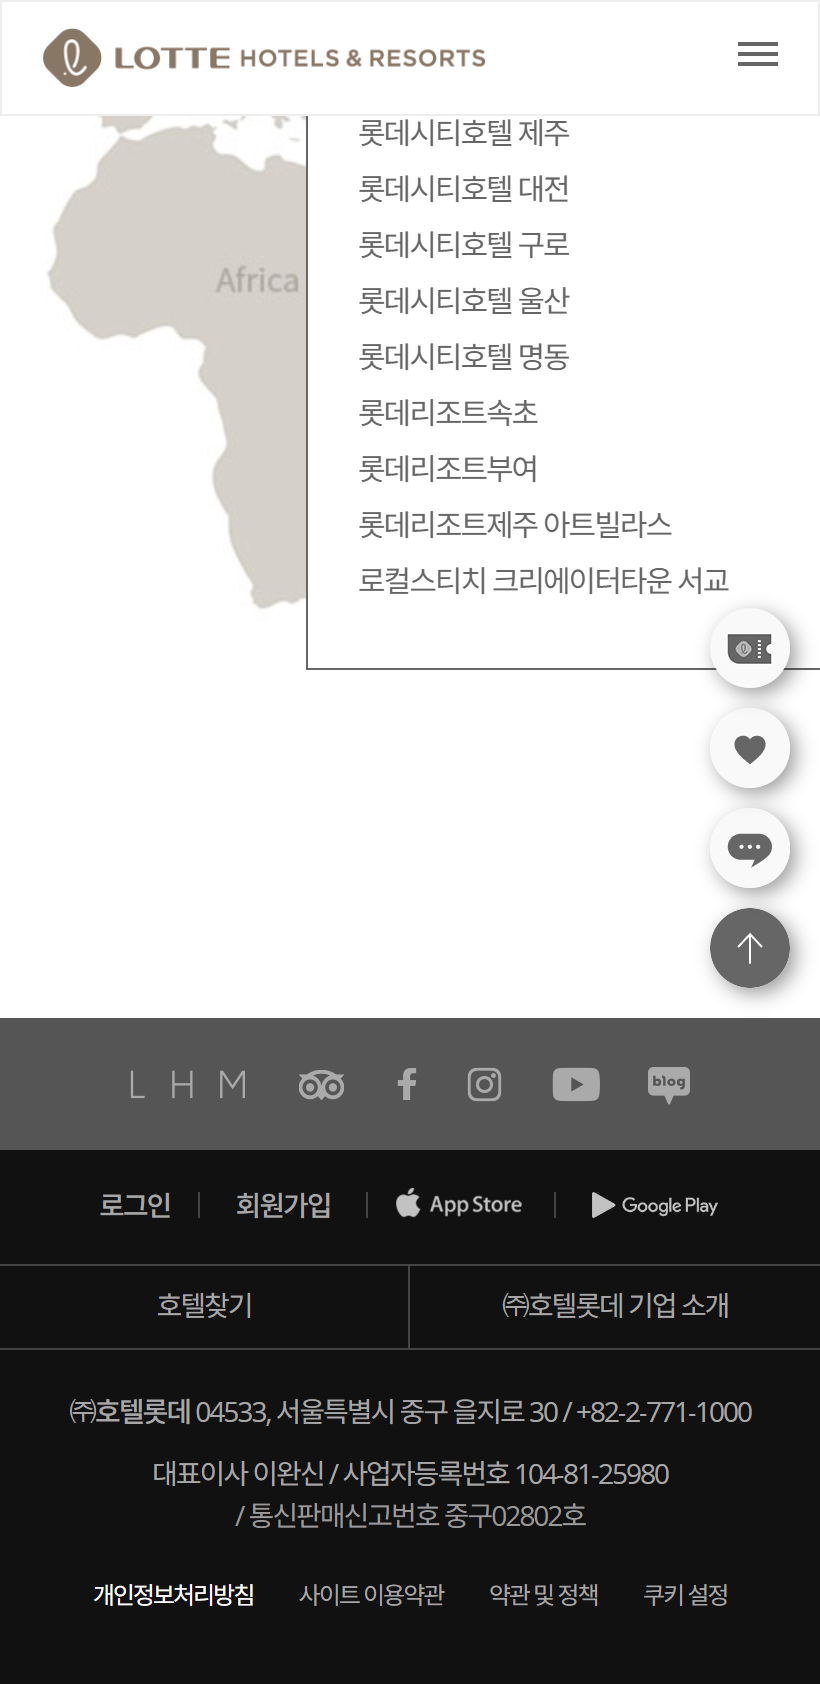 LOTTE HOTELS & RESORTS
롯데시티호텔 제주
롯데시티호텔 대전
롯데시티호텔 구로
Africa
롯데시티호텔 울산
롯데시티호텔 명동
롯데리조트속초
롯데리조트부여
롯데리조트제주 아트빌라스
로컬스티치 크리에이터타운 서교
L H M
blog
로그인
회원가입
App Store
Google Play
호텔찾기
㈜호텔롯데 기업 소개
㈜호텔롯데 04533, 서울특별시 중구 을지로 30 / +82-2-771-1000
대표이사 이완신 / 사업자등록번호 104-81-25980
/ 통신판매신고번호 중구02802호
개인정보처리방침 사이트 이용약관 약관 및 정책 쿠키 설정